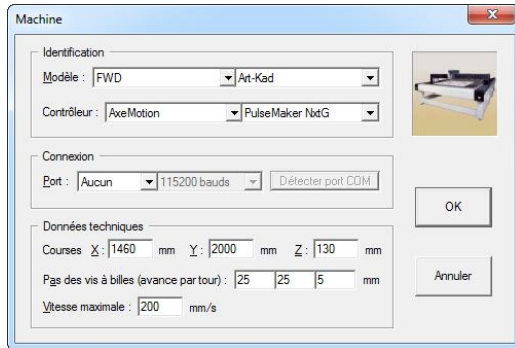 Machine
Identification
Modèle : FWD Art-Kad
Contrôleur : AxeMotion PulseMaker NxtG
Connexion
Port : Aucun 115200 bauds Détecter port COM
OK
Données techniques
Courses X : 1460 mm Y : 2000 mm Z : 130 mm
Pas des vis à billes (avance par tour) : 25 25 5 mm
Annuler
Vitesse maximale : 200 mm/s